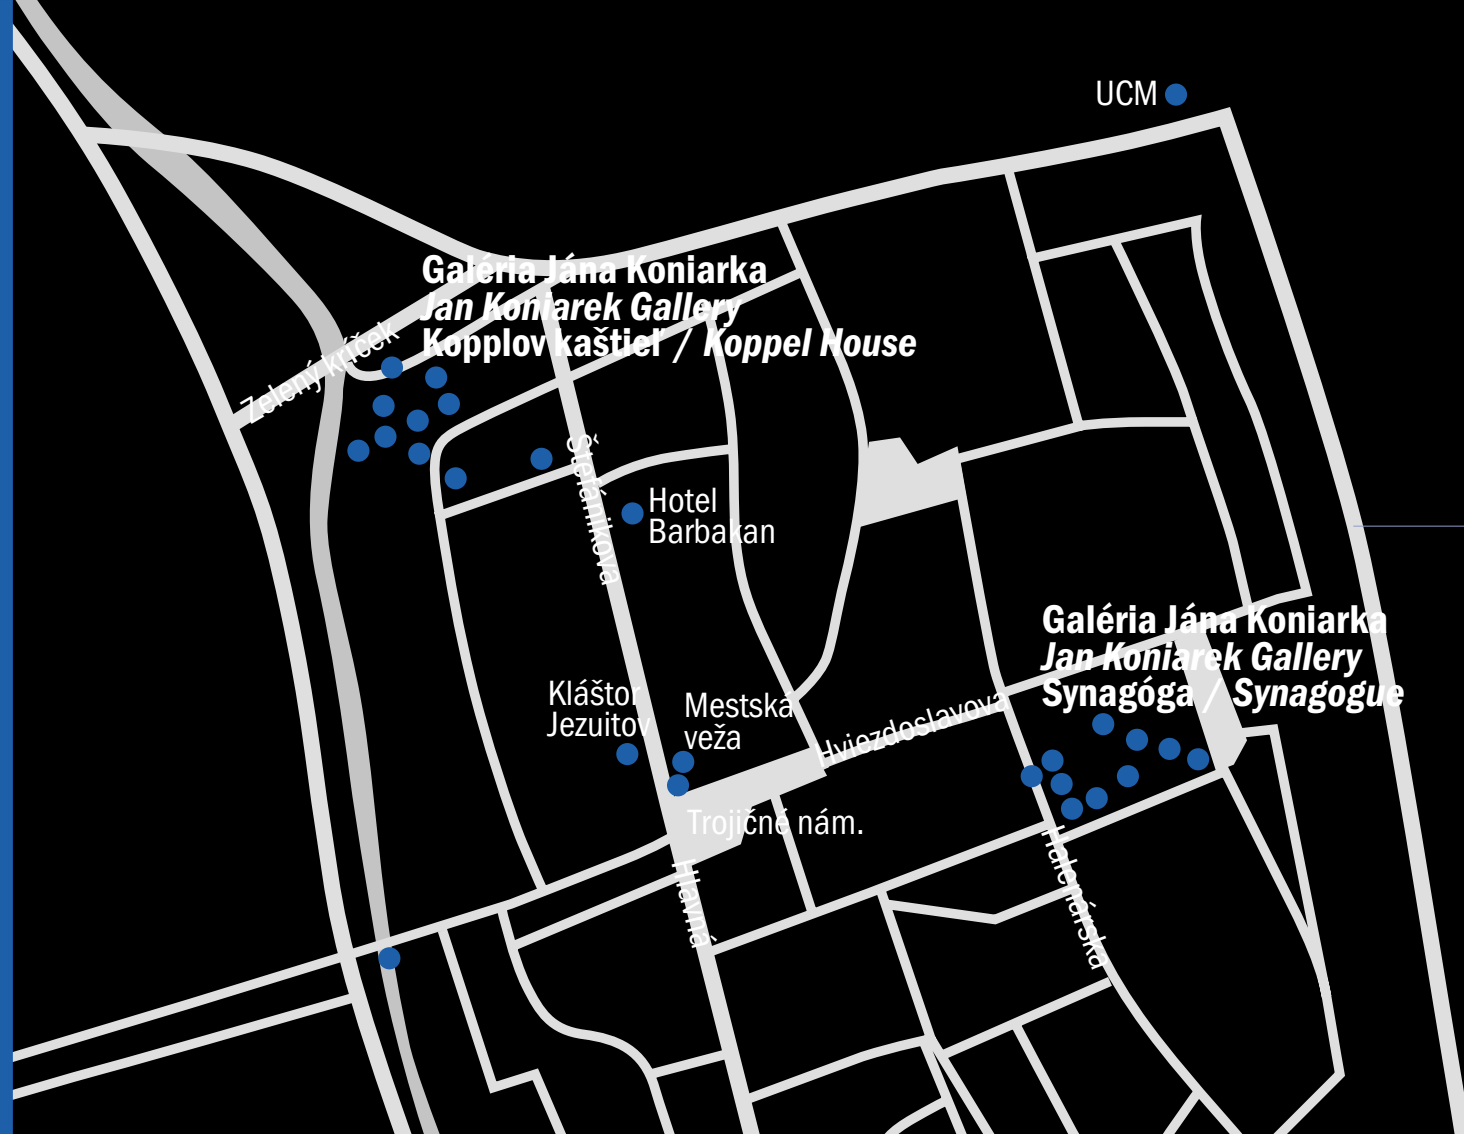 UCM
Galéria Jána Koniarka
Jan Koniarek Gallery
Kopplov kaštieľ / Koppel House
Zelený kríček
Štefánikova
Hotel
Barbakan
Galéria Jána Koniarka
Jan Koniarek Gallery
Synagóga / Synagogue
Kláštor
Jezuitov
Mestská
veža
Hviezdoslavova
Trojičné nám.
Hlavná
Halenárska